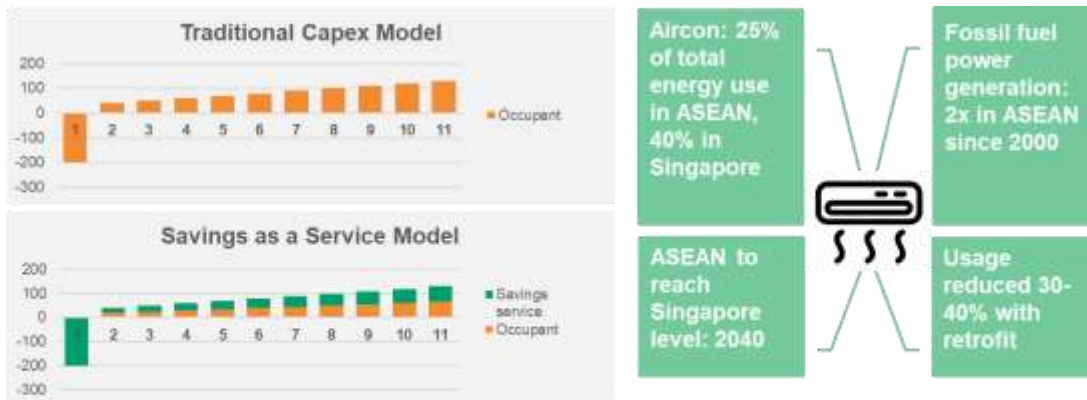 Traditional Capex Model
200
100
0
-100
-200
-300
1 2 3 4 5 6 7 8 9 10 11
Occupant
Savings as a Service Model
200
100
0
-100
-200
-300
2 3 4 5 6 7 8 9 10 11
Savings
service
Occupant
Aircon: 25%
of total
energy use
in ASEAN,
40% in
Singapore
Fossil fuel
power
generation:
2x in ASEAN
since 2000
ASEAN to
reach
Singapore
level: 2040
Usage
reduced 30-
40% with
retrofit